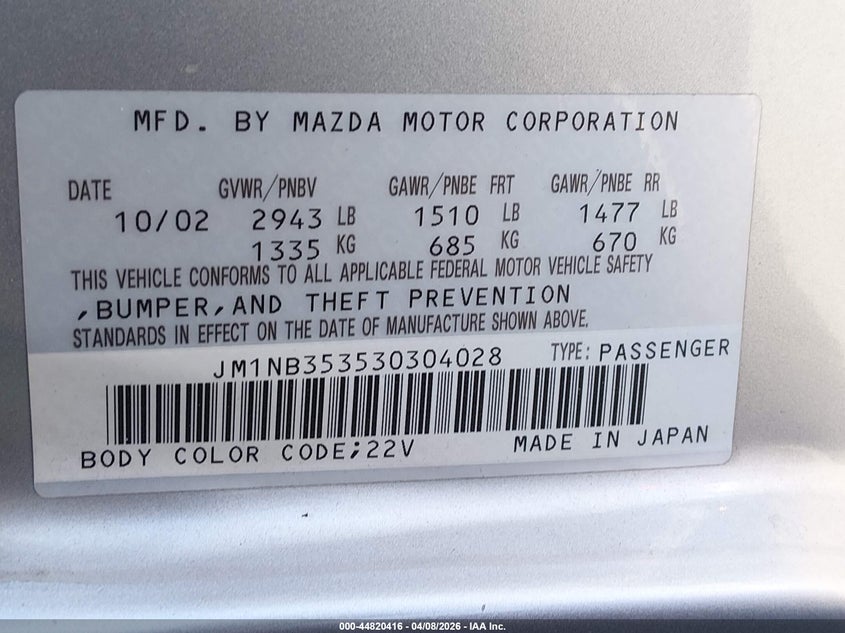 MFD. BY MAZDA MOTOR CORPORATION
DATE GVWR/PNBV GAWR/PNBE FRT GAWR/PNBE RR
10/02 2943 LB 1510 LB 1477 LB
1335 KG 685 KG 670 KG
THIS VEHICLE CONFORMS TO ALL APPLICABLE FEDERAL MOTOR VEHICLE SAFETY
,BUMPER,AND THEFT PREVENTION
STANDARDS IN EFFECT ON THE DATE OF MANUFACTURE SHOWN ABOVE.
JM1NB353530304028 TYPE: PASSENGER
BODY COLOR CODE;22V MADE IN JAPAN
000-44820416 - 04/08/2026 - IAA Inc.